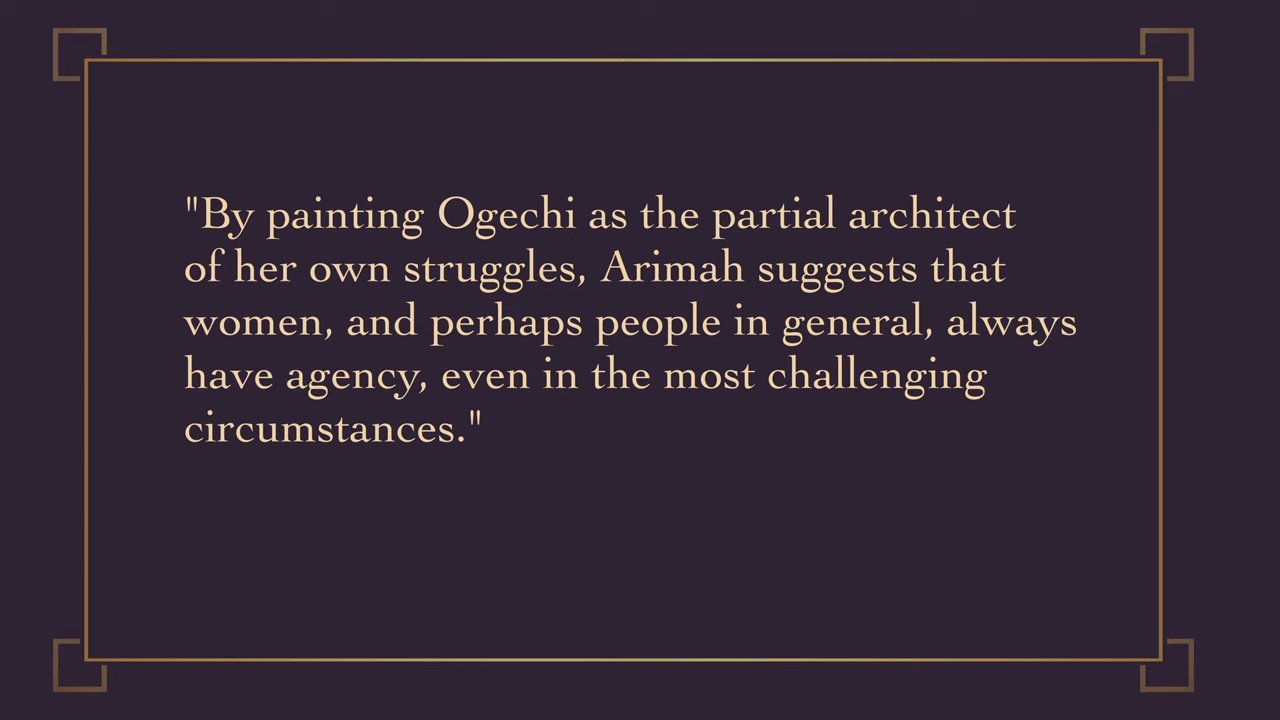 "By painting Ogechi as the partial architect
of her own struggles, Arimah suggests that
women, and perhaps people in general, always
have agency, even in the most challenging
circumstances."